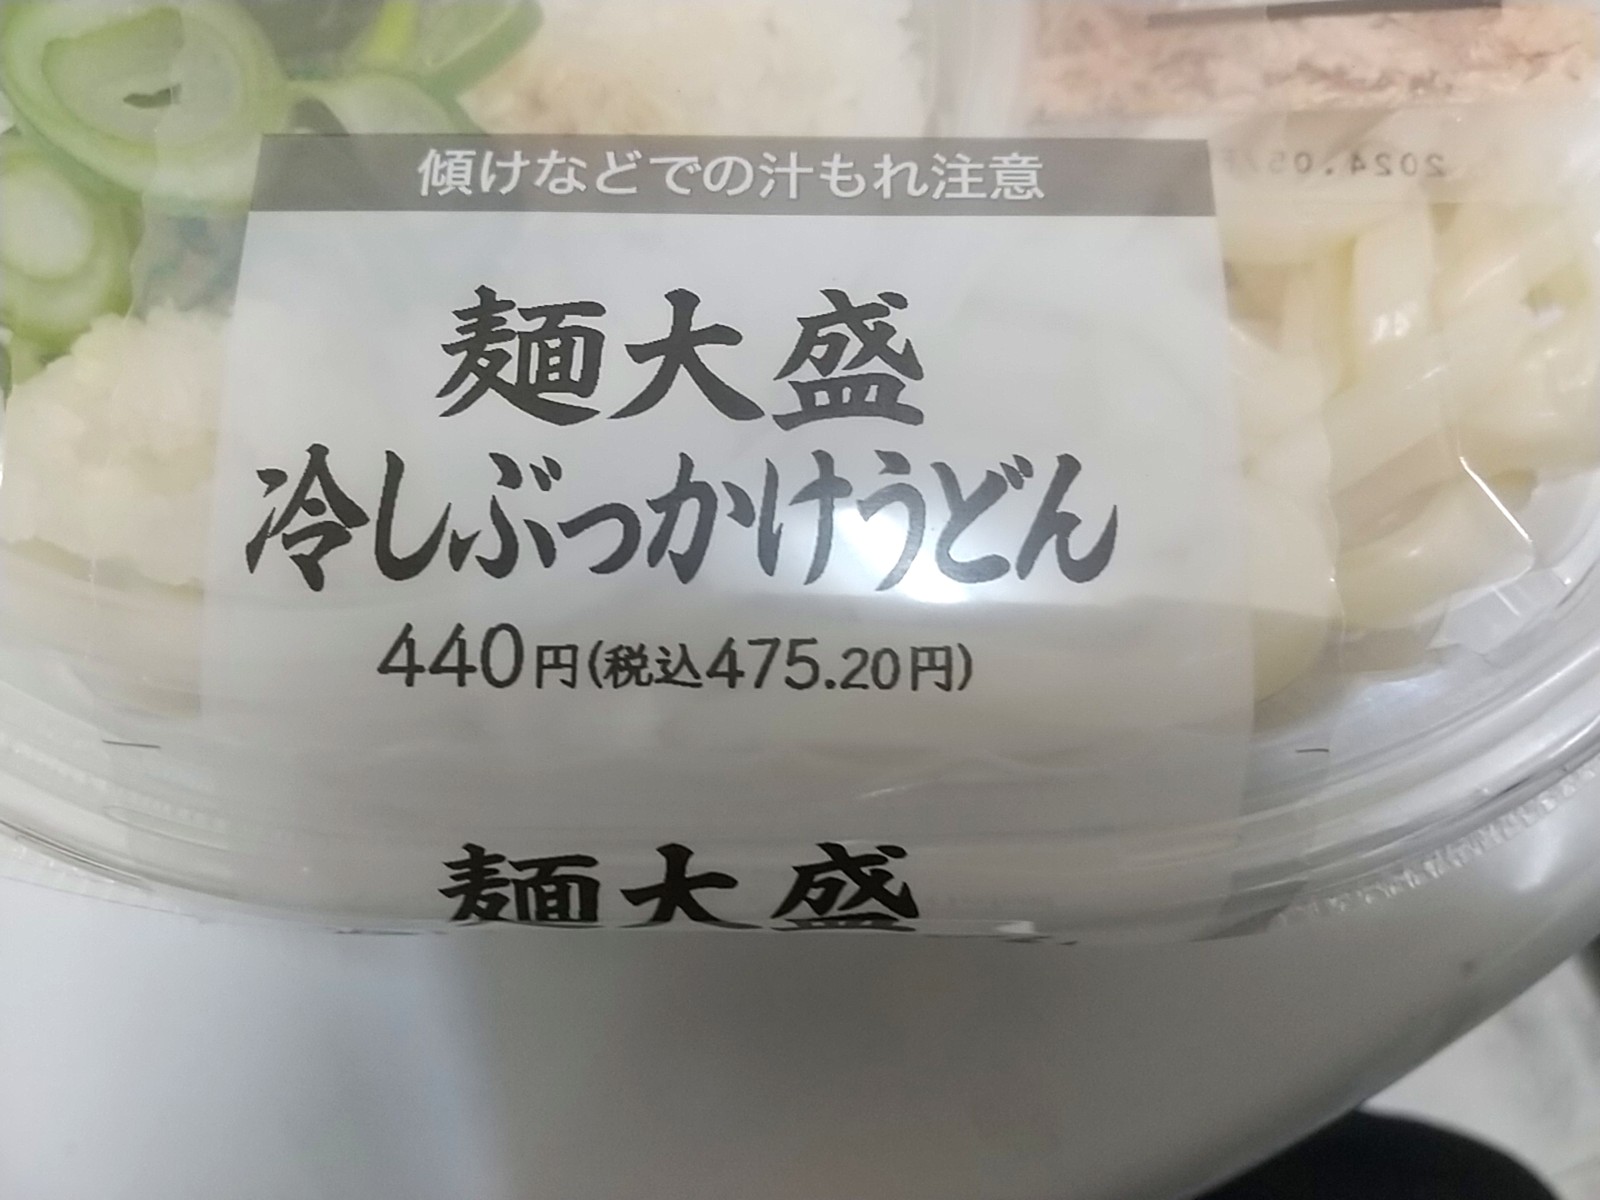 傾けなどでの汁もれ注意
麺大盛
冷しぶっかけうどん
440円(税込475.20円)
麺大盛